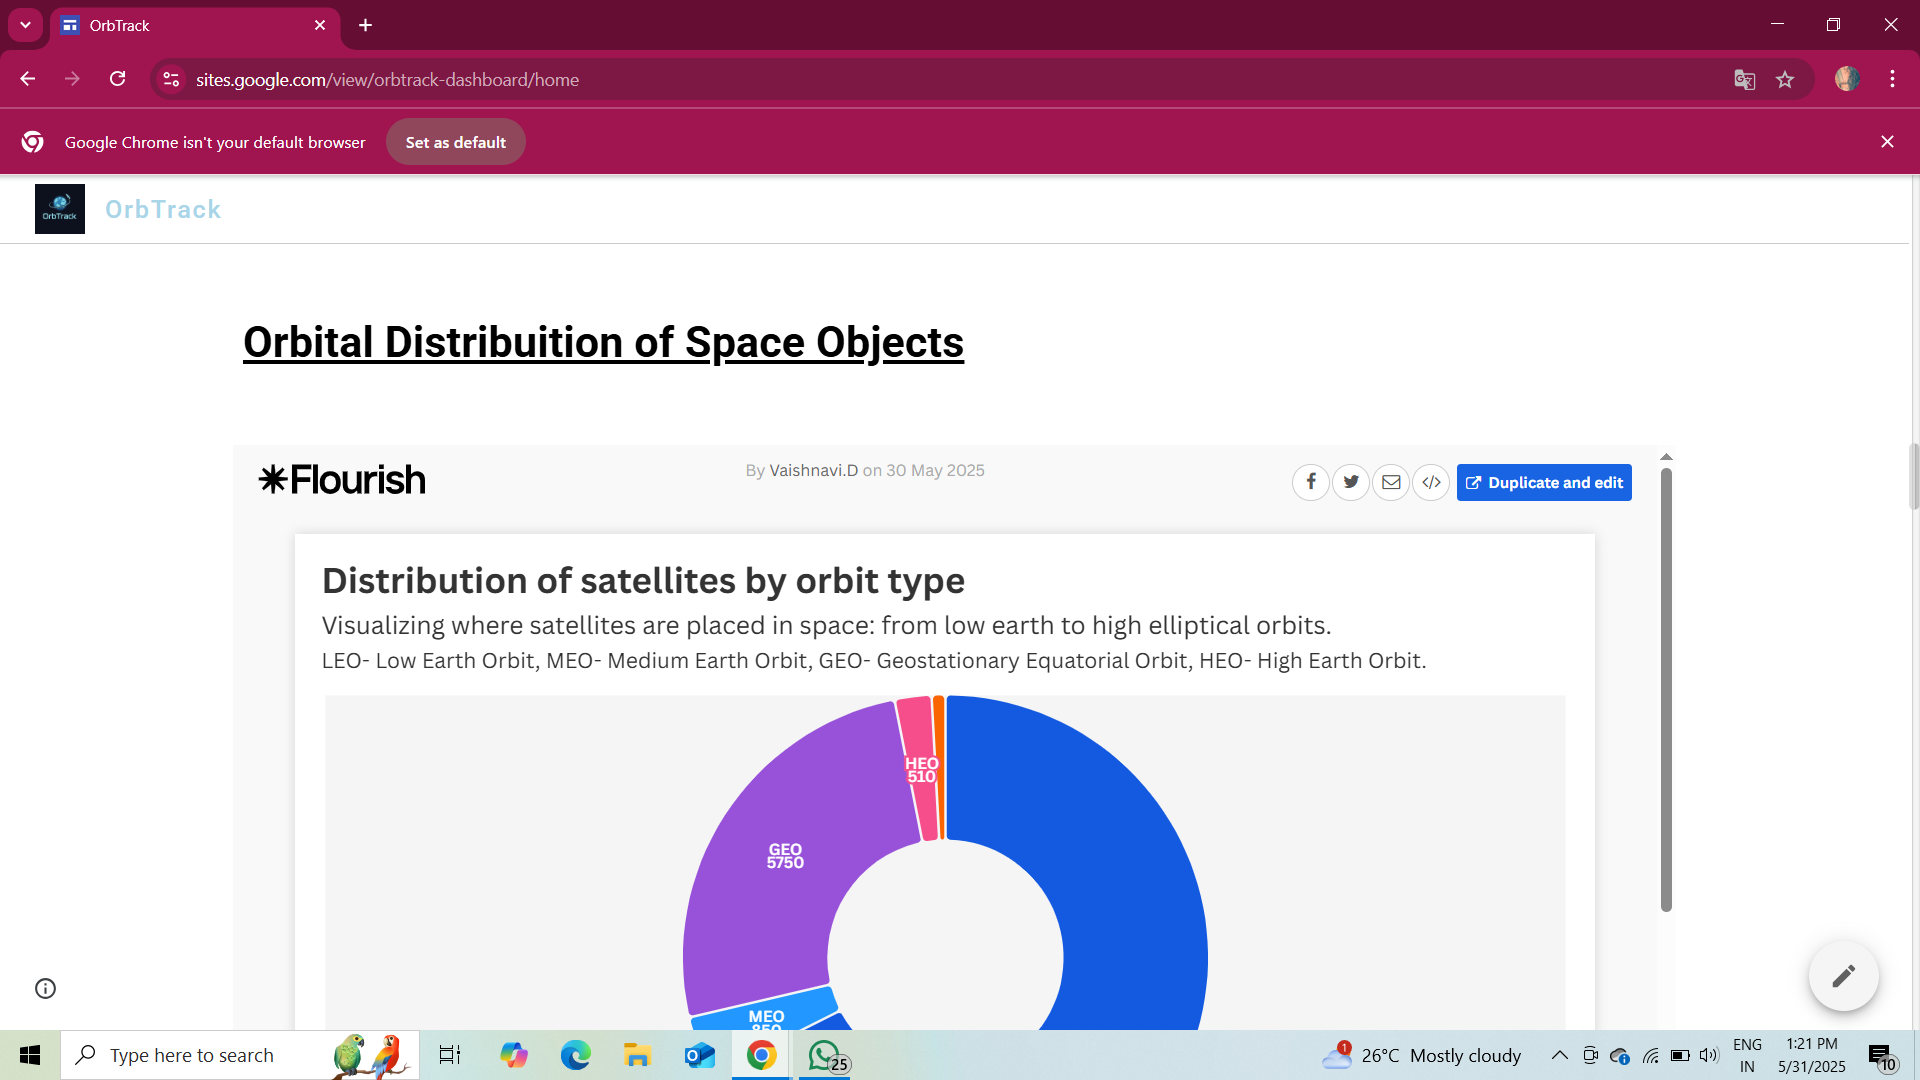 OrbTrack
sites.google.com/view/orbtrack-dashboard/home
Google Chrome isn't your default browser
Set as default
OrbTrack
OrbTrack
Orbital Distribuition of Space Objects
Flourish
By Vaishnavi.D on 30 May 2025
Duplicate and edit
Distribution of satellites by orbit type
Visualizing where satellites are placed in space: from low earth to high elliptical orbits.
LEO- Low Earth Orbit, MEO- Medium Earth Orbit, GEO- Geostationary Equatorial Orbit, HEO- High Earth Orbit.
HEO
510
GEO
5750
MEO
850
Type here to search
25
1
26°C Mostly cloudy
ENG
IN
1:21 PM
5/31/2025
10